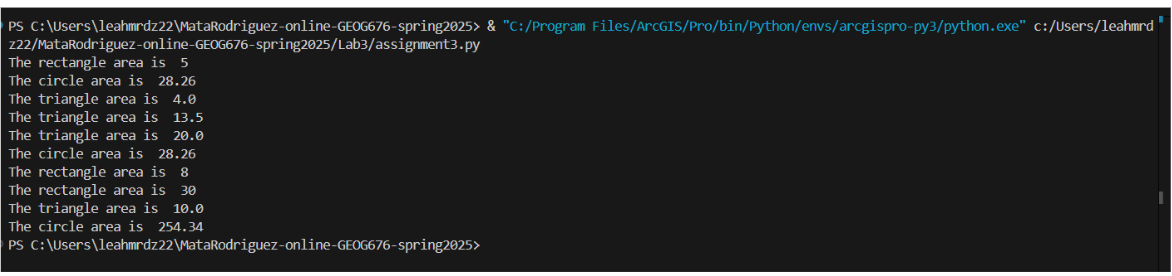 PS C:\Users\leahmrdz22\MataRodriguez-online-GEOG676-spring2025> & "C:/Program Files/ArcGIS/Pro/bin/Python/envs/arcgispro-py3/python.exe" c:/Users/leahmrd
z22/MataRodriguez-online-GEOG676-spring2025/Lab3/assignment3.py
The rectangle area is  5
The circle area is  28.26
The triangle area is  4.0
The triangle area is  13.5
The triangle area is  20.0
The circle area is  28.26
The rectangle area is  8
The rectangle area is  30
The triangle area is  10.0
The circle area is  254.34
PS C:\Users\leahmrdz22\MataRodriguez-online-GEOG676-spring2025>